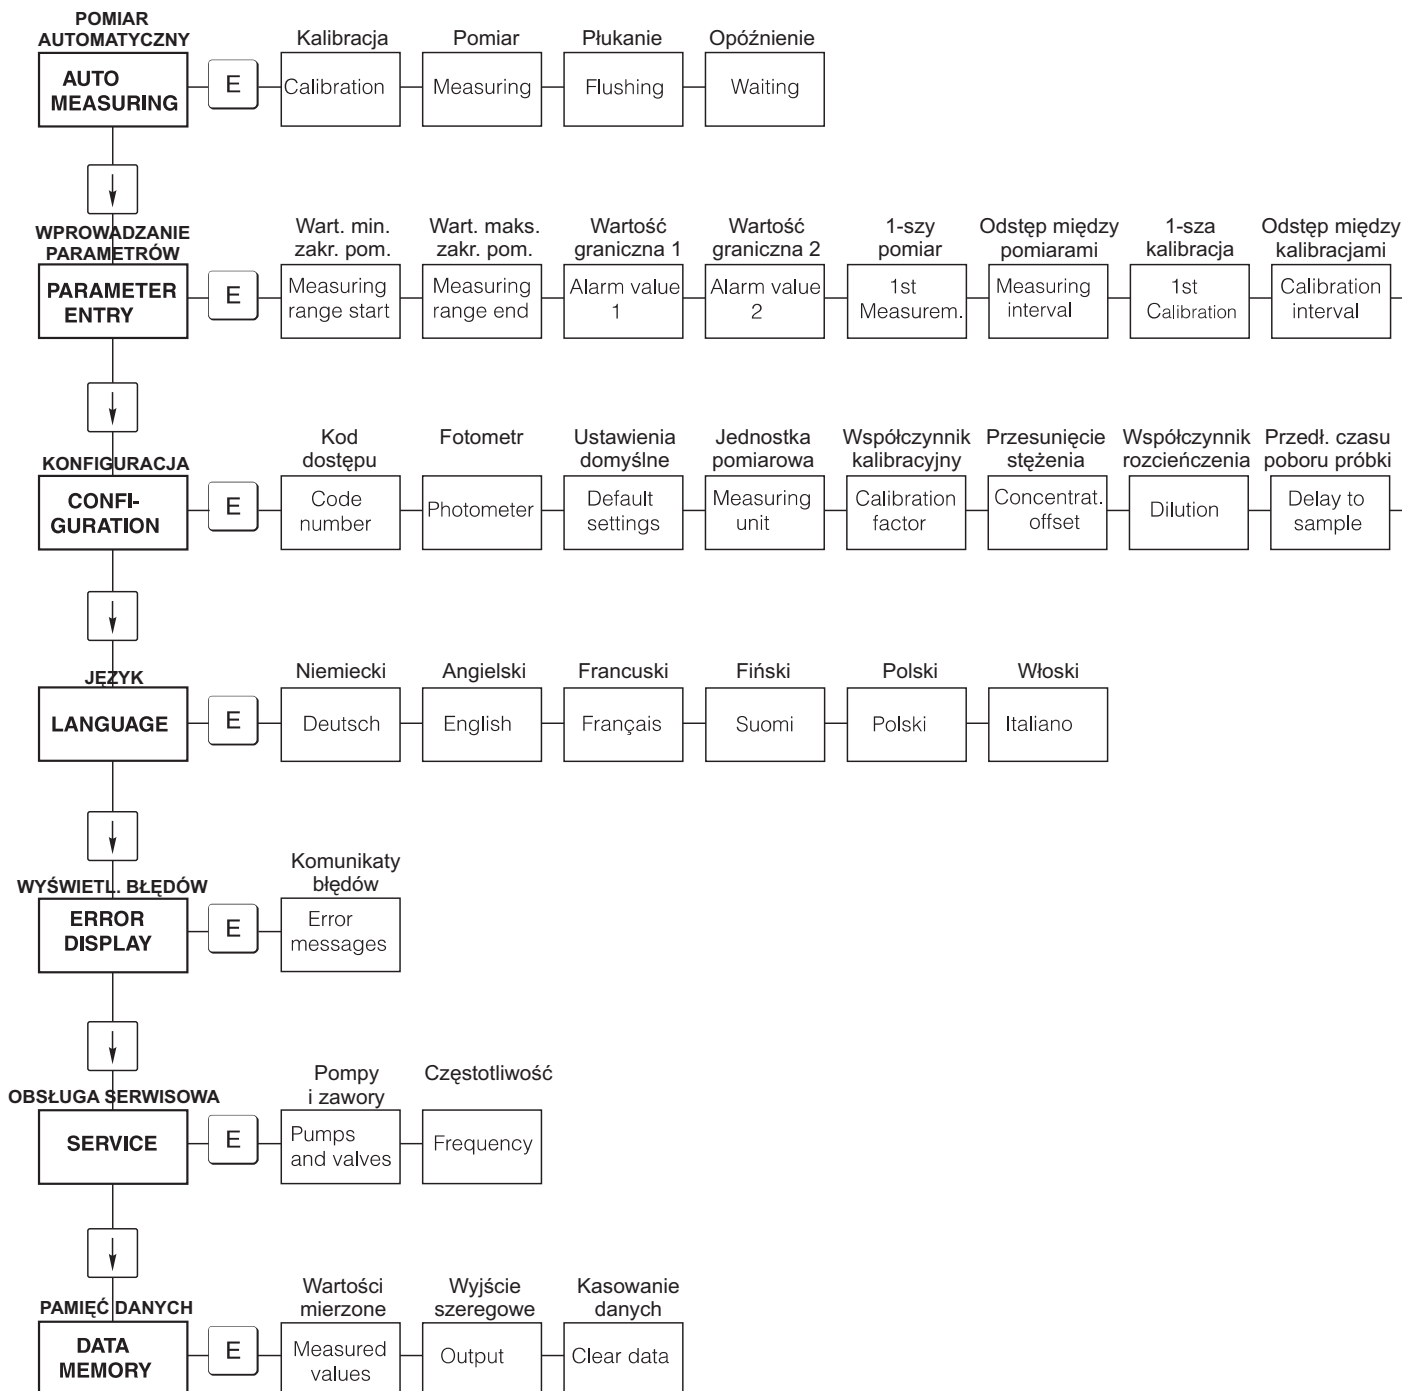 POMIAR
AUTOMATYCZNY
Kalibracja
Pomiar
Płukanie
Opóźnienie
AUTO
MEASURING
E
Calibration
Measuring
Flushing
Waiting
WPROWADZANIE
PARAMETRÓW
Wart. min.
zakr. pom.
Wart. maks.
zakr. pom.
Wartość
graniczna 1
Wartość
graniczna 2
1-szy
pomiar
Odstęp między
pomiarami
1-sza
kalibracja
Odstęp między
kalibracjami
PARAMETER
ENTRY
E
Measuring
range start
Measuring
range end
Alarm value
1
Alarm value
2
1st
Measurem.
Measuring
interval
1st
Calibration
Calibration
interval
KONFIGURACJA
Kod
dostępu
Fotometr
Ustawienia
domyślne
Jednostka
pomiarowa
Współczynnik
kalibracyjny
Przesunięcie
stężenia
Współczynnik
rozcieńczenia
Przedł. czasu
poboru próbki
CONFI-
GURATION
E
Code
number
Photometer
Default
settings
Measuring
unit
Calibration
factor
Concentrat.
offset
Dilution
Delay to
sample
JĘZYK
Niemiecki
Angielski
Francuski
Fiński
Polski
Włoski
LANGUAGE
E
Deutsch
English
Français
Suomi
Polski
Italiano
WYŚWIETL. BŁĘDÓW
Komunikaty
błędów
ERROR
DISPLAY
E
Error
messages
OBSŁUGA SERWISOWA
Pompy
i zawory
Częstotliwość
SERVICE
E
Pumps
and valves
Frequency
PAMIĘĆ DANYCH
Wartości
mierzone
Wyjście
szeregowe
Kasowanie
danych
DATA
MEMORY
E
Measured
values
Output
Clear data